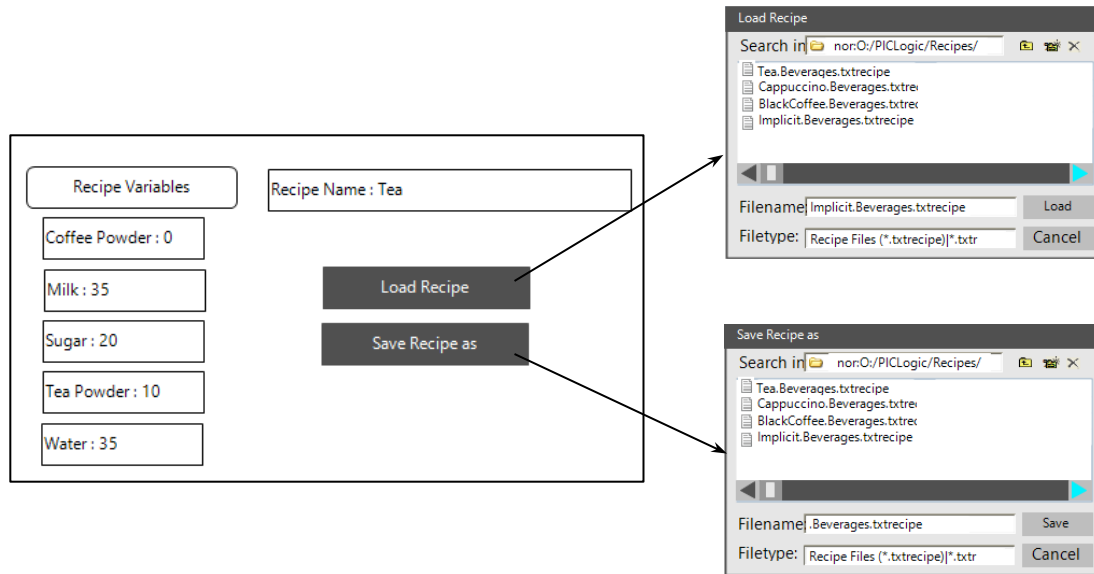 Recipe Variables
Recipe Name : Tea
Coffee Powder : 0
Milk : 35
Sugar : 20
Tea Powder : 10
Water : 35
Load Recipe
Save Recipe as
Load Recipe
Search in nor:O:/PICLogic/Recipes/
Tea.Beverages.txtrecipe
Cappuccino.Beverages.txtre
BlackCoffee.Beverages.txtrec
Implicit.Beverages.txtrecipe
Filename Implicit.Beverages.txtrecipe Load
Filetype: Recipe Files (*.txtrecipe)|*.txtr Cancel
Save Recipe as
Search in nor:O:/PICLogic/Recipes/
Tea.Beverages.txtrecipe
Cappuccino.Beverages.txtre
BlackCoffee.Beverages.txtrec
Implicit.Beverages.txtrecipe
Filename .Beverages.txtrecipe Save
Filetype: Recipe Files (*.txtrecipe)|*.txtr Cancel